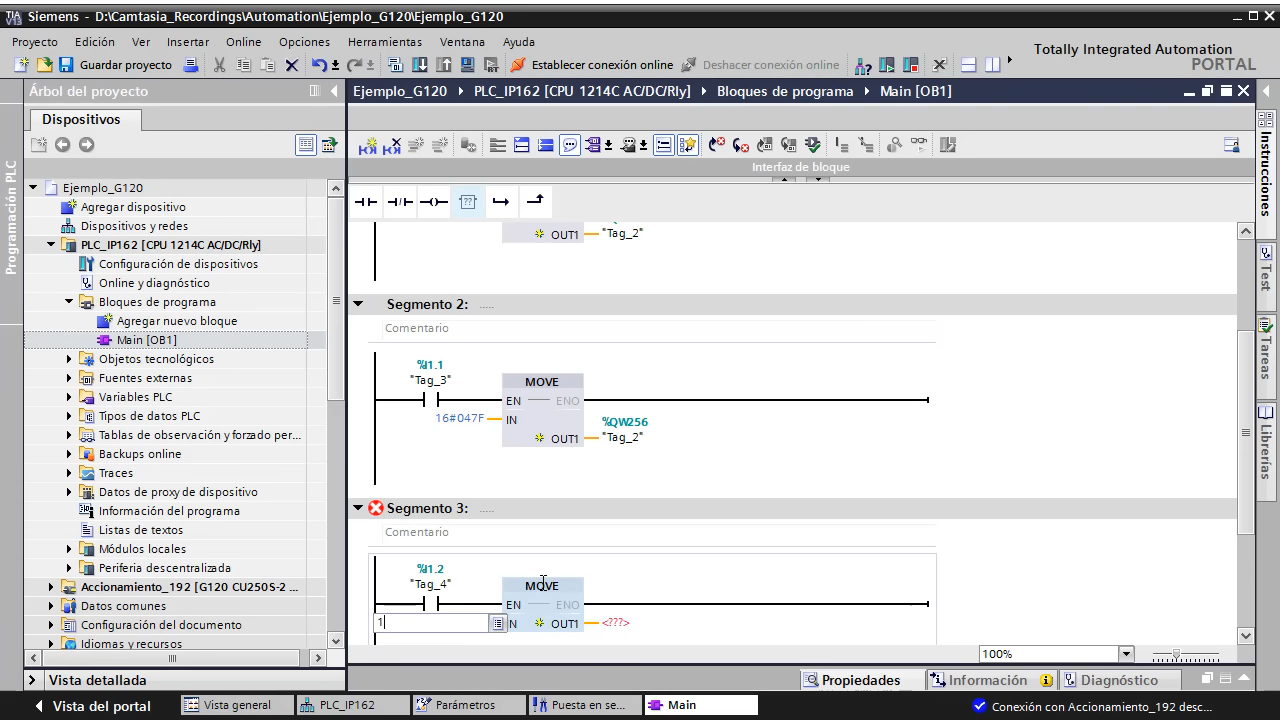 TIA V13 Siemens - D:\Camtasia_Recordings\Automation\Ejemplo_G120\Ejemplo_G120
Proyecto Edición Ver Insertar Online Opciones Herramientas Ventana Ayuda
Totally Integrated Automation
PORTAL
Guardar proyecto
Establecer conexión online
Deshacer conexión online
Árbol del proyecto
Ejemplo_G120 PLC_IP162 [CPU 1214C AC/DC/Rly] Bloques de programa Main [OB1]
Dispositivos
Programación PLC
Ejemplo_G120
Agregar dispositivo
Dispositivos y redes
PLC_IP162 [CPU 1214C AC/DC/Rly]
Configuración de dispositivos
Online y diagnóstico
Bloques de programa
Agregar nuevo bloque
Main [OB1]
Objetos tecnológicos
Fuentes externas
Variables PLC
Tipos de datos PLC
Tablas de observación y forzado per...
Backups online
Traces
Datos de proxy de dispositivo
Información del programa
Listas de textos
Módulos locales
Periferia descentralizada
Accionamiento_192 [G120 CU250S-2 ...
Datos comunes
Configuración del documento
Idiomas y recursos
Vista detallada
Interfaz de bloque
??
OUT1 "Tag_2"
Segmento 2: .....
Comentario
%I1.1
"Tag_3"
MOVE
EN ENO
16#047F IN
%QW256
OUT1 "Tag_2"
Segmento 3: .....
Comentario
%I1.2
"Tag_4"
MOVE
EN ENO
1 IN OUT1 <???>
100%
Instrucciones
Test
Tareas
Librerías
Propiedades Información Diagnóstico
Vista del portal Vista general PLC_IP162 Parámetros Puesta en se... Main Conexión con Accionamiento_192 desc...